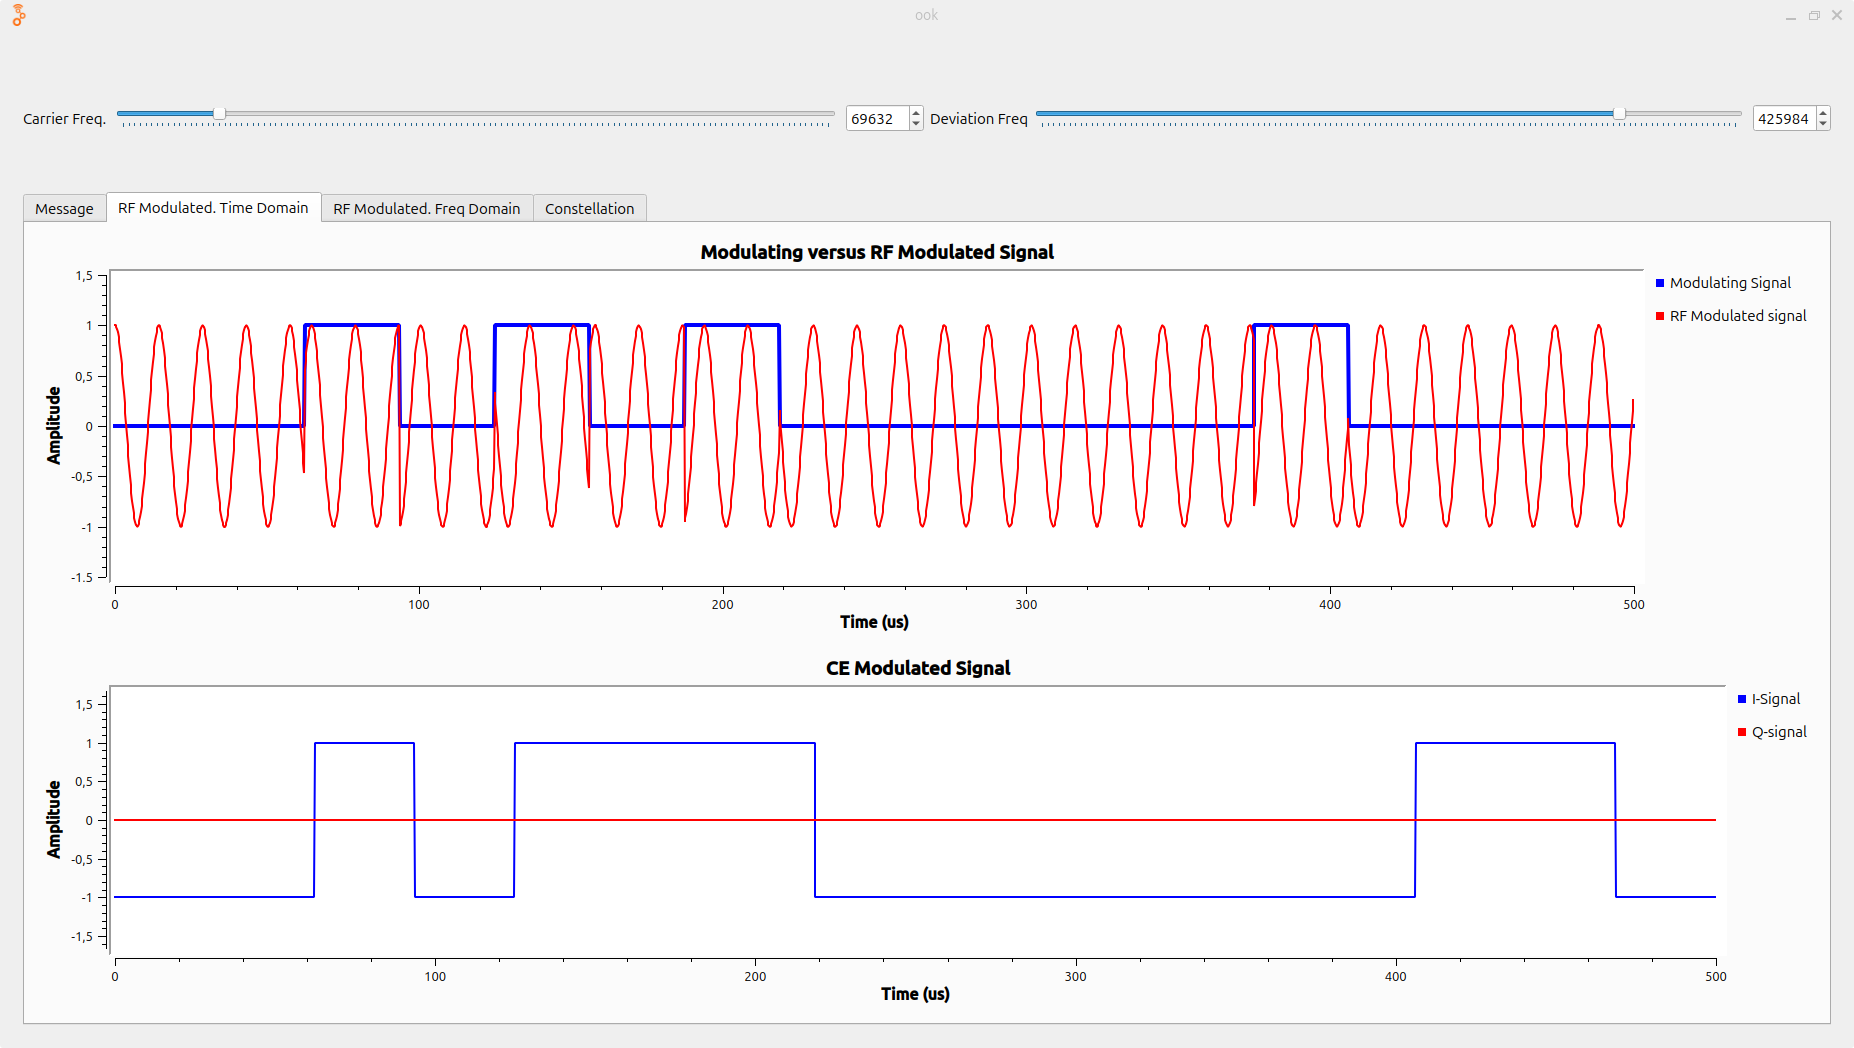 ook
Carrier Freq. 69632 Deviation Freq 425984
Message RF Modulated. Time Domain RF Modulated. Freq Domain Constellation
Modulating versus RF Modulated Signal
1,5
1
0,5
0
-0,5
-1
-1.5
Amplitude
Modulating Signal
RF Modulated signal
0 100 200 300 400 500
Time (us)
CE Modulated Signal
1,5
1
0,5
0
-0,5
-1
-1,5
Amplitude
I-Signal
Q-signal
0 100 200 300 400 500
Time (us)